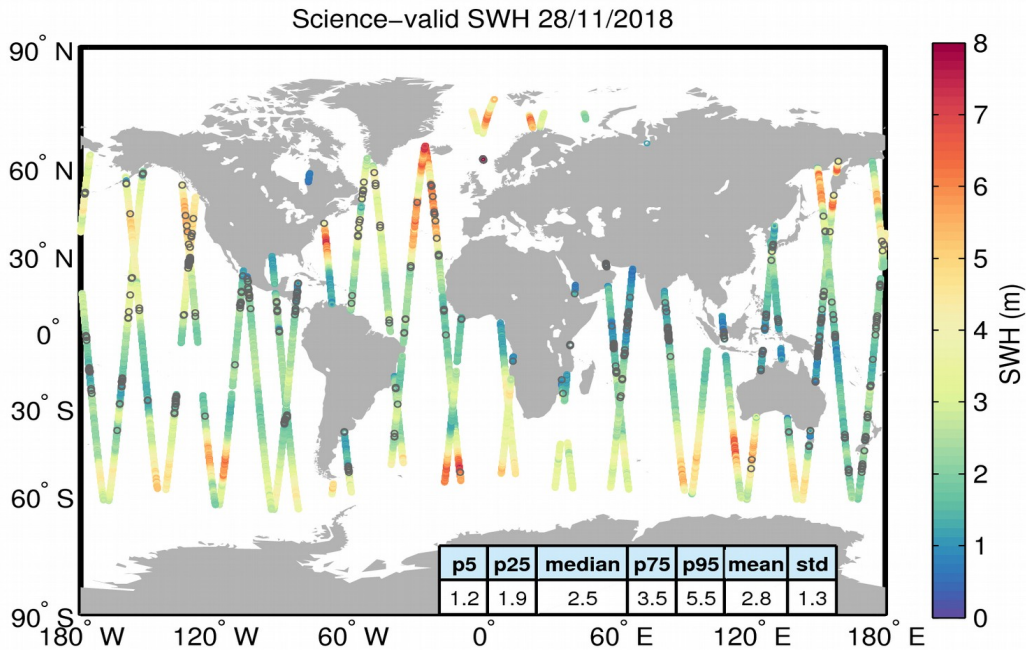 Science−valid SWH 28/11/2018
90° N
60° N
30° N
0°
30° S
60° S
90° S
180° W
120° W
60° W
0°
60° E
120° E
180° E
p5 p25 median p75 p95 mean std
1.2 1.9 2.5 3.5 5.5 2.8 1.3
8
7
6
5
4
3
2
1
0
SWH (m)